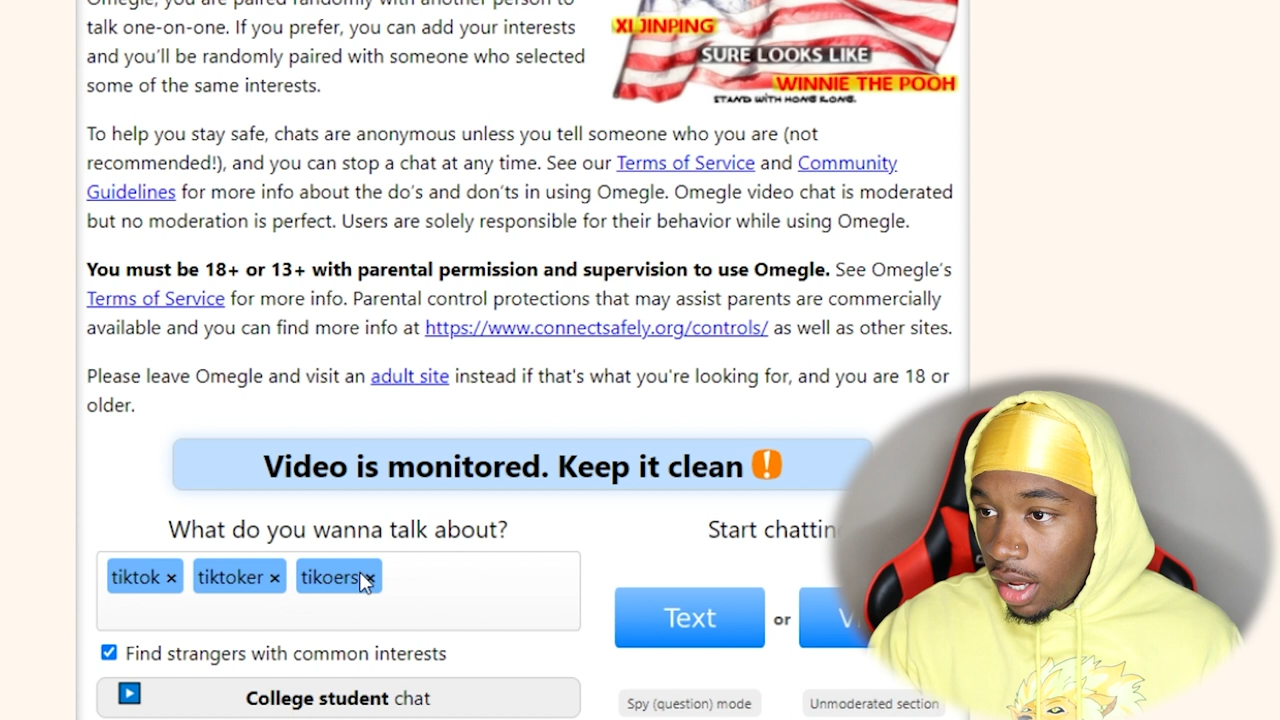 Omegle, you are paired randomly with another person to
talk one-on-one. If you prefer, you can add your interests
and you'll be randomly paired with someone who selected
some of the same interests.
XI JINPING
SURE LOOKS LIKE
WINNIE THE POOH
STAND WITH HONG KONG.
To help you stay safe, chats are anonymous unless you tell someone who you are (not
recommended!), and you can stop a chat at any time. See our Terms of Service and Community
Guidelines for more info about the do's and don'ts in using Omegle. Omegle video chat is moderated
but no moderation is perfect. Users are solely responsible for their behavior while using Omegle.
You must be 18+ or 13+ with parental permission and supervision to use Omegle. See Omegle's
Terms of Service for more info. Parental control protections that may assist parents are commercially
available and you can find more info at https://www.connectsafely.org/controls/ as well as other sites.
Please leave Omegle and visit an adult site instead if that's what you're looking for, and you are 18 or
older.
Video is monitored. Keep it clean
What do you wanna talk about?
Start chattin
tiktok × tiktoker × tikoers ×
Text or V
Find strangers with common interests
College student chat
Spy (question) mode
Unmoderated section